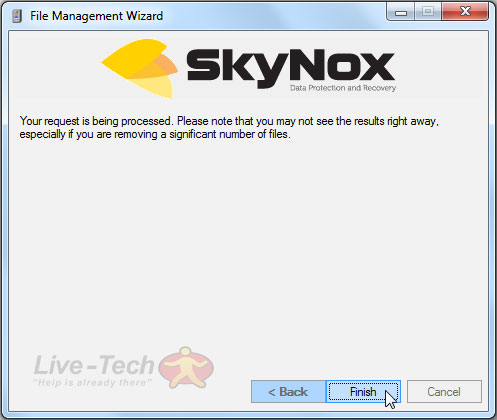 File Management Wizard
SkyNox
Data Protection and Recovery
Your request is being processed. Please note that you may not see the results right away,
especially if you are removing a significant number of files.
Live-Tech
"Help is already there"
< Back
Finish
Cancel